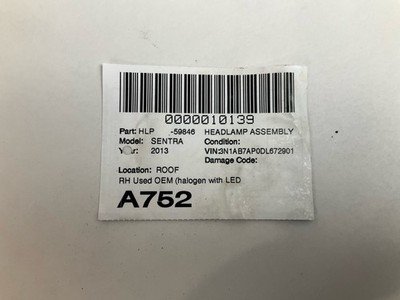 0000010139
Part: HLP -59846 HEADLAMP ASSEMBLY
Model: SENTRA Condition:
Year: 2013 VIN:3N1AB7AP0DL672901
Damage Code:
Location: ROOF
RH Used OEM (halogen with LED
A752